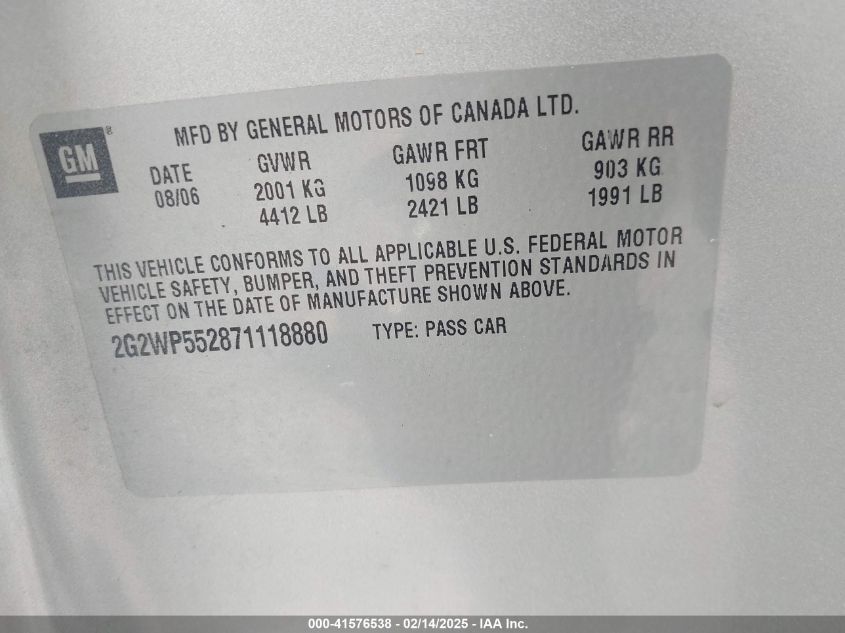 GM®
MFD BY GENERAL MOTORS OF CANADA LTD.
DATE GVWR GAWR FRT GAWR RR
08/06 2001 KG 1098 KG 903 KG
4412 LB 2421 LB 1991 LB
THIS VEHICLE CONFORMS TO ALL APPLICABLE U.S. FEDERAL MOTOR
VEHICLE SAFETY, BUMPER, AND THEFT PREVENTION STANDARDS IN
EFFECT ON THE DATE OF MANUFACTURE SHOWN ABOVE.
2G2WP552871118880 TYPE: PASS CAR
000-41576538 - 02/14/2025 - IAA Inc.